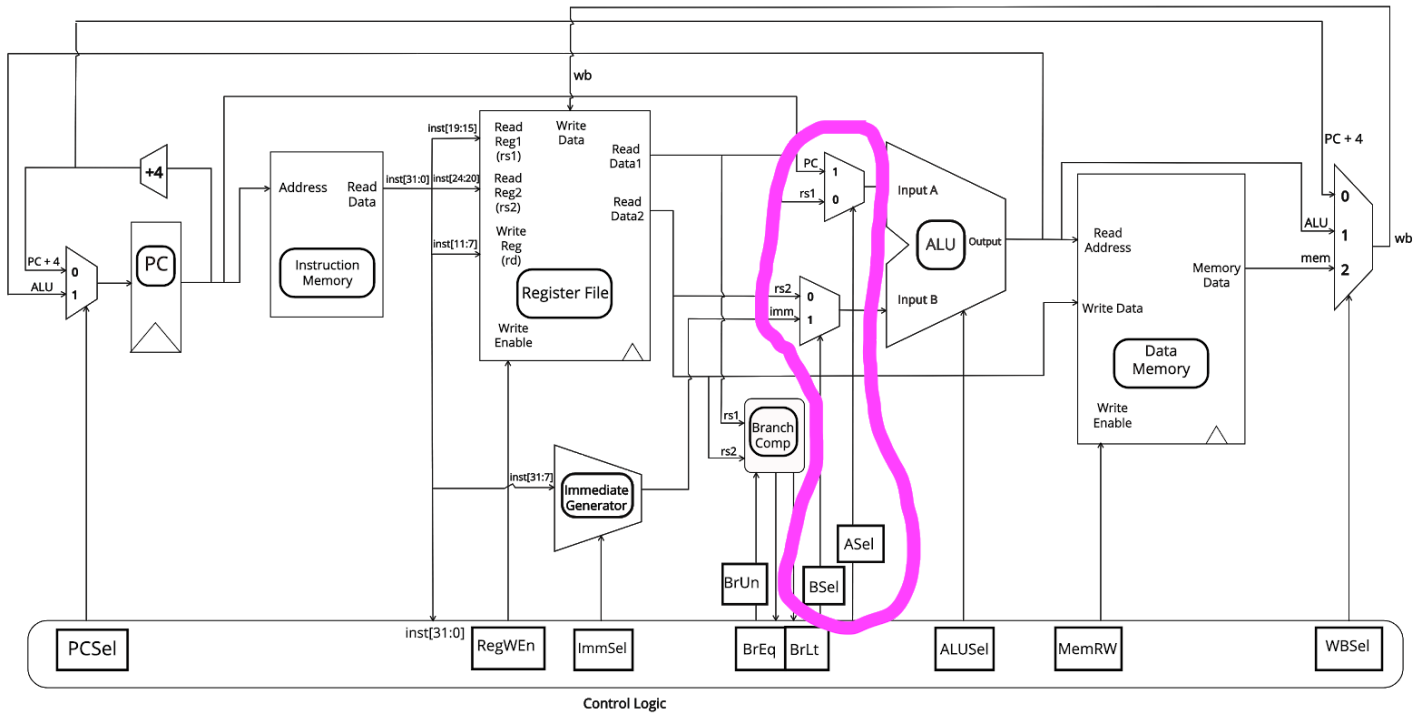 wb
PC + 4
inst[19:15]
Read
Reg1
(rs1)
Write
Data
Read
Data1
PC
1
rs1
0
+4
Address
Read
Data
inst[31:0]
inst[24:20]
Read
Reg2
(rs2)
Read
Data2
Input A
ALU
Output
0
ALU
1
wb
mem
2
PC
PC + 4
0
ALU
1
Instruction
Memory
inst[11:7]
Write
Reg
(rd)
Register File
Write
Enable
rs2
0
imm
1
Input B
Read
Address
Memory
Data
Write Data
Data
Memory
Write
Enable
rs1
Branch
Comp
rs2
inst[31:7]
Immediate
Generator
ASel
BrUn
BSel
inst[31:0]
PCSel
RegWEn
ImmSel
BrEq
BrLt
ALUSel
MemRW
WBSel
Control Logic